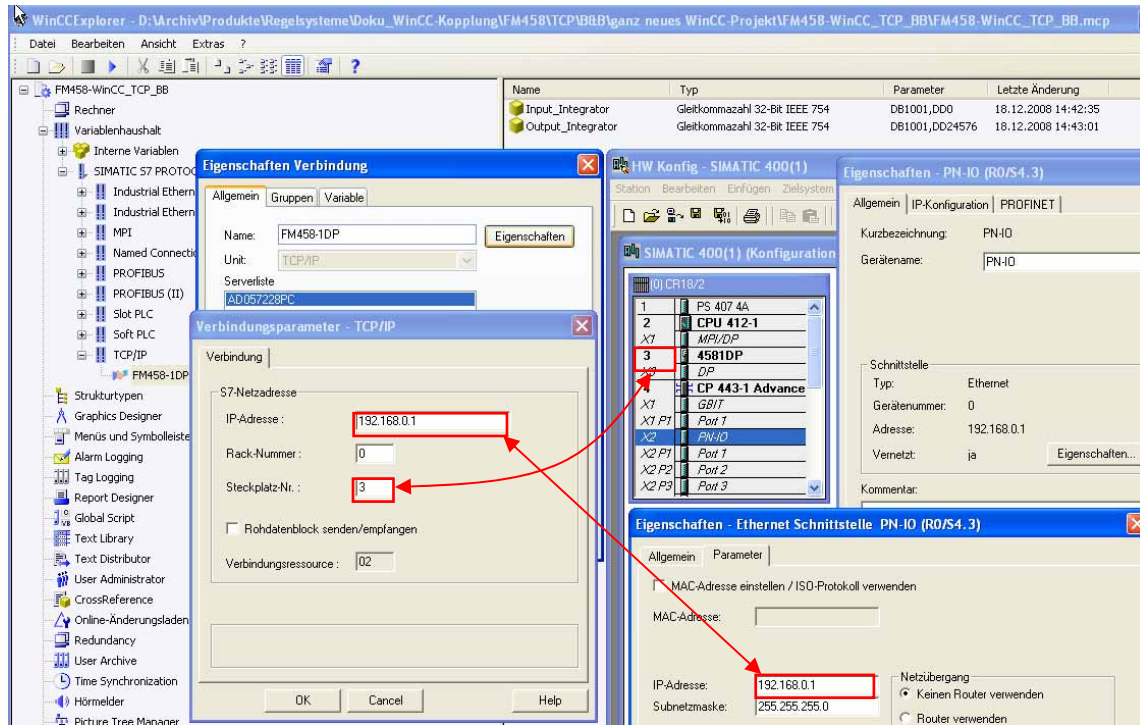 WinCCExplorer - D:\Archiv\Produkte\Regelsysteme\Doku_WinCC-Kopplung\FM458\TCP\B&B\ganz neues WinCC-Projekt\FM458-WinCC_TCP_BB\FM458-WinCC_TCP_BB.mcp
Datei Bearbeiten Ansicht Extras ?
FM458-WinCC_TCP_BB
Rechner
Variablenhaushalt
Interne Variablen
SIMATIC S7 PROTOC
Industrial Ethern
Industrial Ethern
MPI
Named Connectio
PROFIBUS
PROFIBUS (II)
Slot PLC
Soft PLC
TCP/IP
FM458-1DP
Strukturtypen
Graphics Designer
Menüs und Symbolleiste
Alarm Logging
Tag Logging
Report Designer
Global Script
Text Library
Text Distributor
User Administrator
CrossReference
Online-Änderungsladen
Redundancy
User Archive
Time Synchronization
Hörmelder
Picture Tree Manager
Name Typ Parameter Letzte Änderung
Input_Integrator Gleitkommazahl 32-Bit IEEE 754 DB1001,DD0 18.12.2008 14:42:35
Output_Integrator Gleitkommazahl 32-Bit IEEE 754 DB1001,DD24576 18.12.2008 14:43:01
Eigenschaften Verbindung
Allgemein Gruppen Variable
Name: FM458-1DP Eigenschaften
Unit: TCP/IP
Serverliste
AD057228PC
Verbindungsparameter - TCP/IP
Verbindung
S7-Netzadresse
IP-Adresse : 192.168.0.1
Rack-Nummer : 0
Steckplatz-Nr. : 3
Rohdatenblock senden/empfangen
Verbindungsressource : 02
OK Cancel Help
HW Konfig - SIMATIC 400(1)
Station Bearbeiten Einfügen Zielsystem
SIMATIC 400(1) (Konfiguration
(0) CR18/2
1 PS 407 4A
2 CPU 412-1
X1 MPI/DP
3 4581DP
X3 DP
4 CP 443-1 Advance
X1 GBIT
X1 P1 Port 1
X2 PN-IO
X2 P1 Port 1
X2 P2 Port 2
X2 P3 Port 3
Eigenschaften - PN-IO (R0/S4.3)
Allgemein IP-Konfiguration PROFINET
Kurzbezeichnung: PN-IO
Gerätename: PN-IO
Schnittstelle
Typ: Ethernet
Gerätenummer: 0
Adresse: 192.168.0.1
Vernetzt: ja Eigenschaften...
Kommentar:
Eigenschaften - Ethernet Schnittstelle PN-IO (R0/S4.3)
Allgemein Parameter
MAC-Adresse einstellen / ISO-Protokoll verwenden
MAC-Adresse:
IP-Adresse: 192.168.0.1
Subnetzmaske: 255.255.255.0
Netzübergang
Keinen Router verwenden
Router verwenden